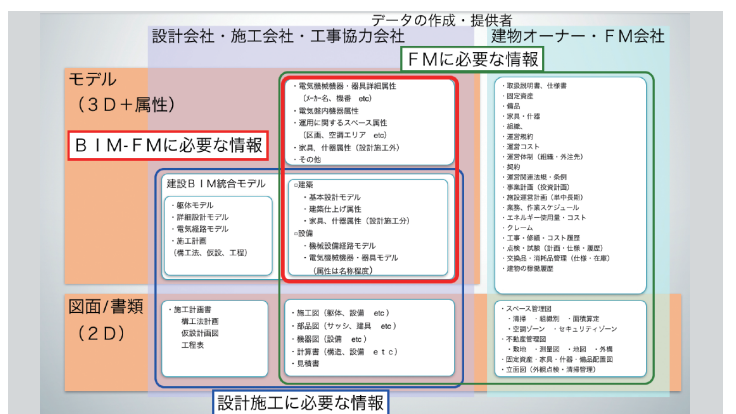 データの作成・提供者
設計会社・施工会社・工事協力会社
建物オーナー・FM会社
FMに必要な情報
モデル
(3D+属性)
BIM-FMに必要な情報
・電気機械機器・器具詳細属性
(メーカー名、機番 etc)
・電気盤内機器属性
・運用に関するスペース属性
(区画、空調エリア etc)
・家具、什器属性(設計施工外)
・その他
建設BIM統合モデル
・躯体モデル
・詳細設計モデル
・電気経路モデル
・施工計画
(構工法、仮設、工程)
○建築
・基本設計モデル
・建築仕上げ属性
・家具、什器属性(設計施工分)
○設備
・機械設備経路モデル
・電気機械機器・器具モデル
(属性は名称程度)
・取扱説明書、仕様書
・固定資産
・備品
・家具・什器
・組織、
・運営規約
・運営コスト
・運営体制(組織・外注先)
・契約
・運営関連法規・条例
・事業計画(投資計画)
・施設運営計画(単中長期)
・業務、作業スケジュール
・エネルギー使用量・コスト
・クレーム
・工事・修繕・コスト履歴
・点検・試験(計画・仕様・履歴)
・交換品・消耗品管理(仕様・在庫)
・建物の稼働履歴
図面/書類
(2D)
・施工計画書
構工法計画
仮設計画図
工程表
・施工図(躯体、設備 etc)
・部品図(サッシ、建具 etc)
・機器図(設備 etc)
・計算書(構造、設備 etc)
・見積書
・スペース管理図
・清掃 ・組織別 ・面積算定
・空調ゾーン ・セキュリティゾーン
・不動産管理図
・敷地 ・測量図 ・地図 ・外構
・固定資産・家具・什器・備品配置図
・立面図(外観点検・清掃管理)
設計施工に必要な情報